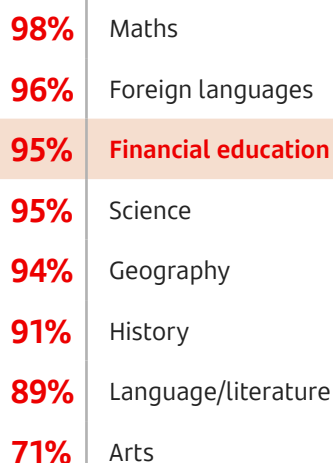 98% Maths
96% Foreign languages
95% Financial education
95% Science
94% Geography
91% History
89% Language/literature
71% Arts